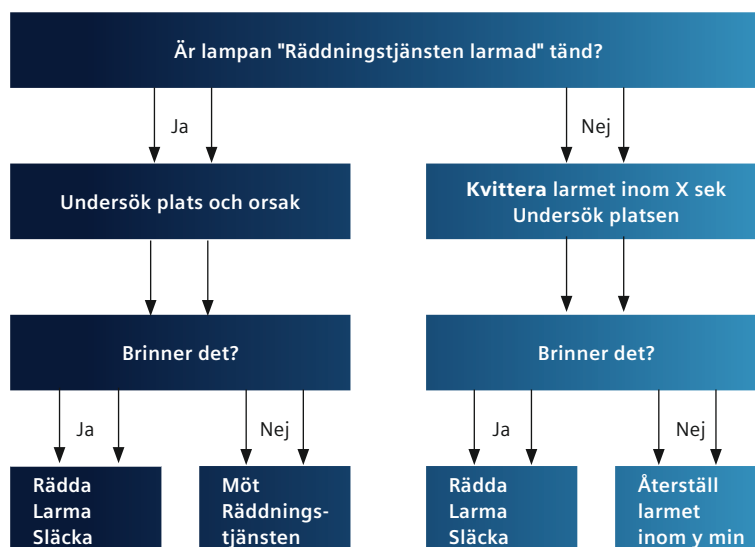 Är lampan "Räddningstjänsten larmad" tänd?
Ja
Nej
Undersök plats och orsak
Kvittera larmet inom X sek
Undersök platsen
Brinner det?
Brinner det?
Ja
Nej
Ja
Nej
Rädda
Larma
Släcka
Möt
Räddnings-
tjänsten
Rädda
Larma
Släcka
Återställ
larmet
inom y min